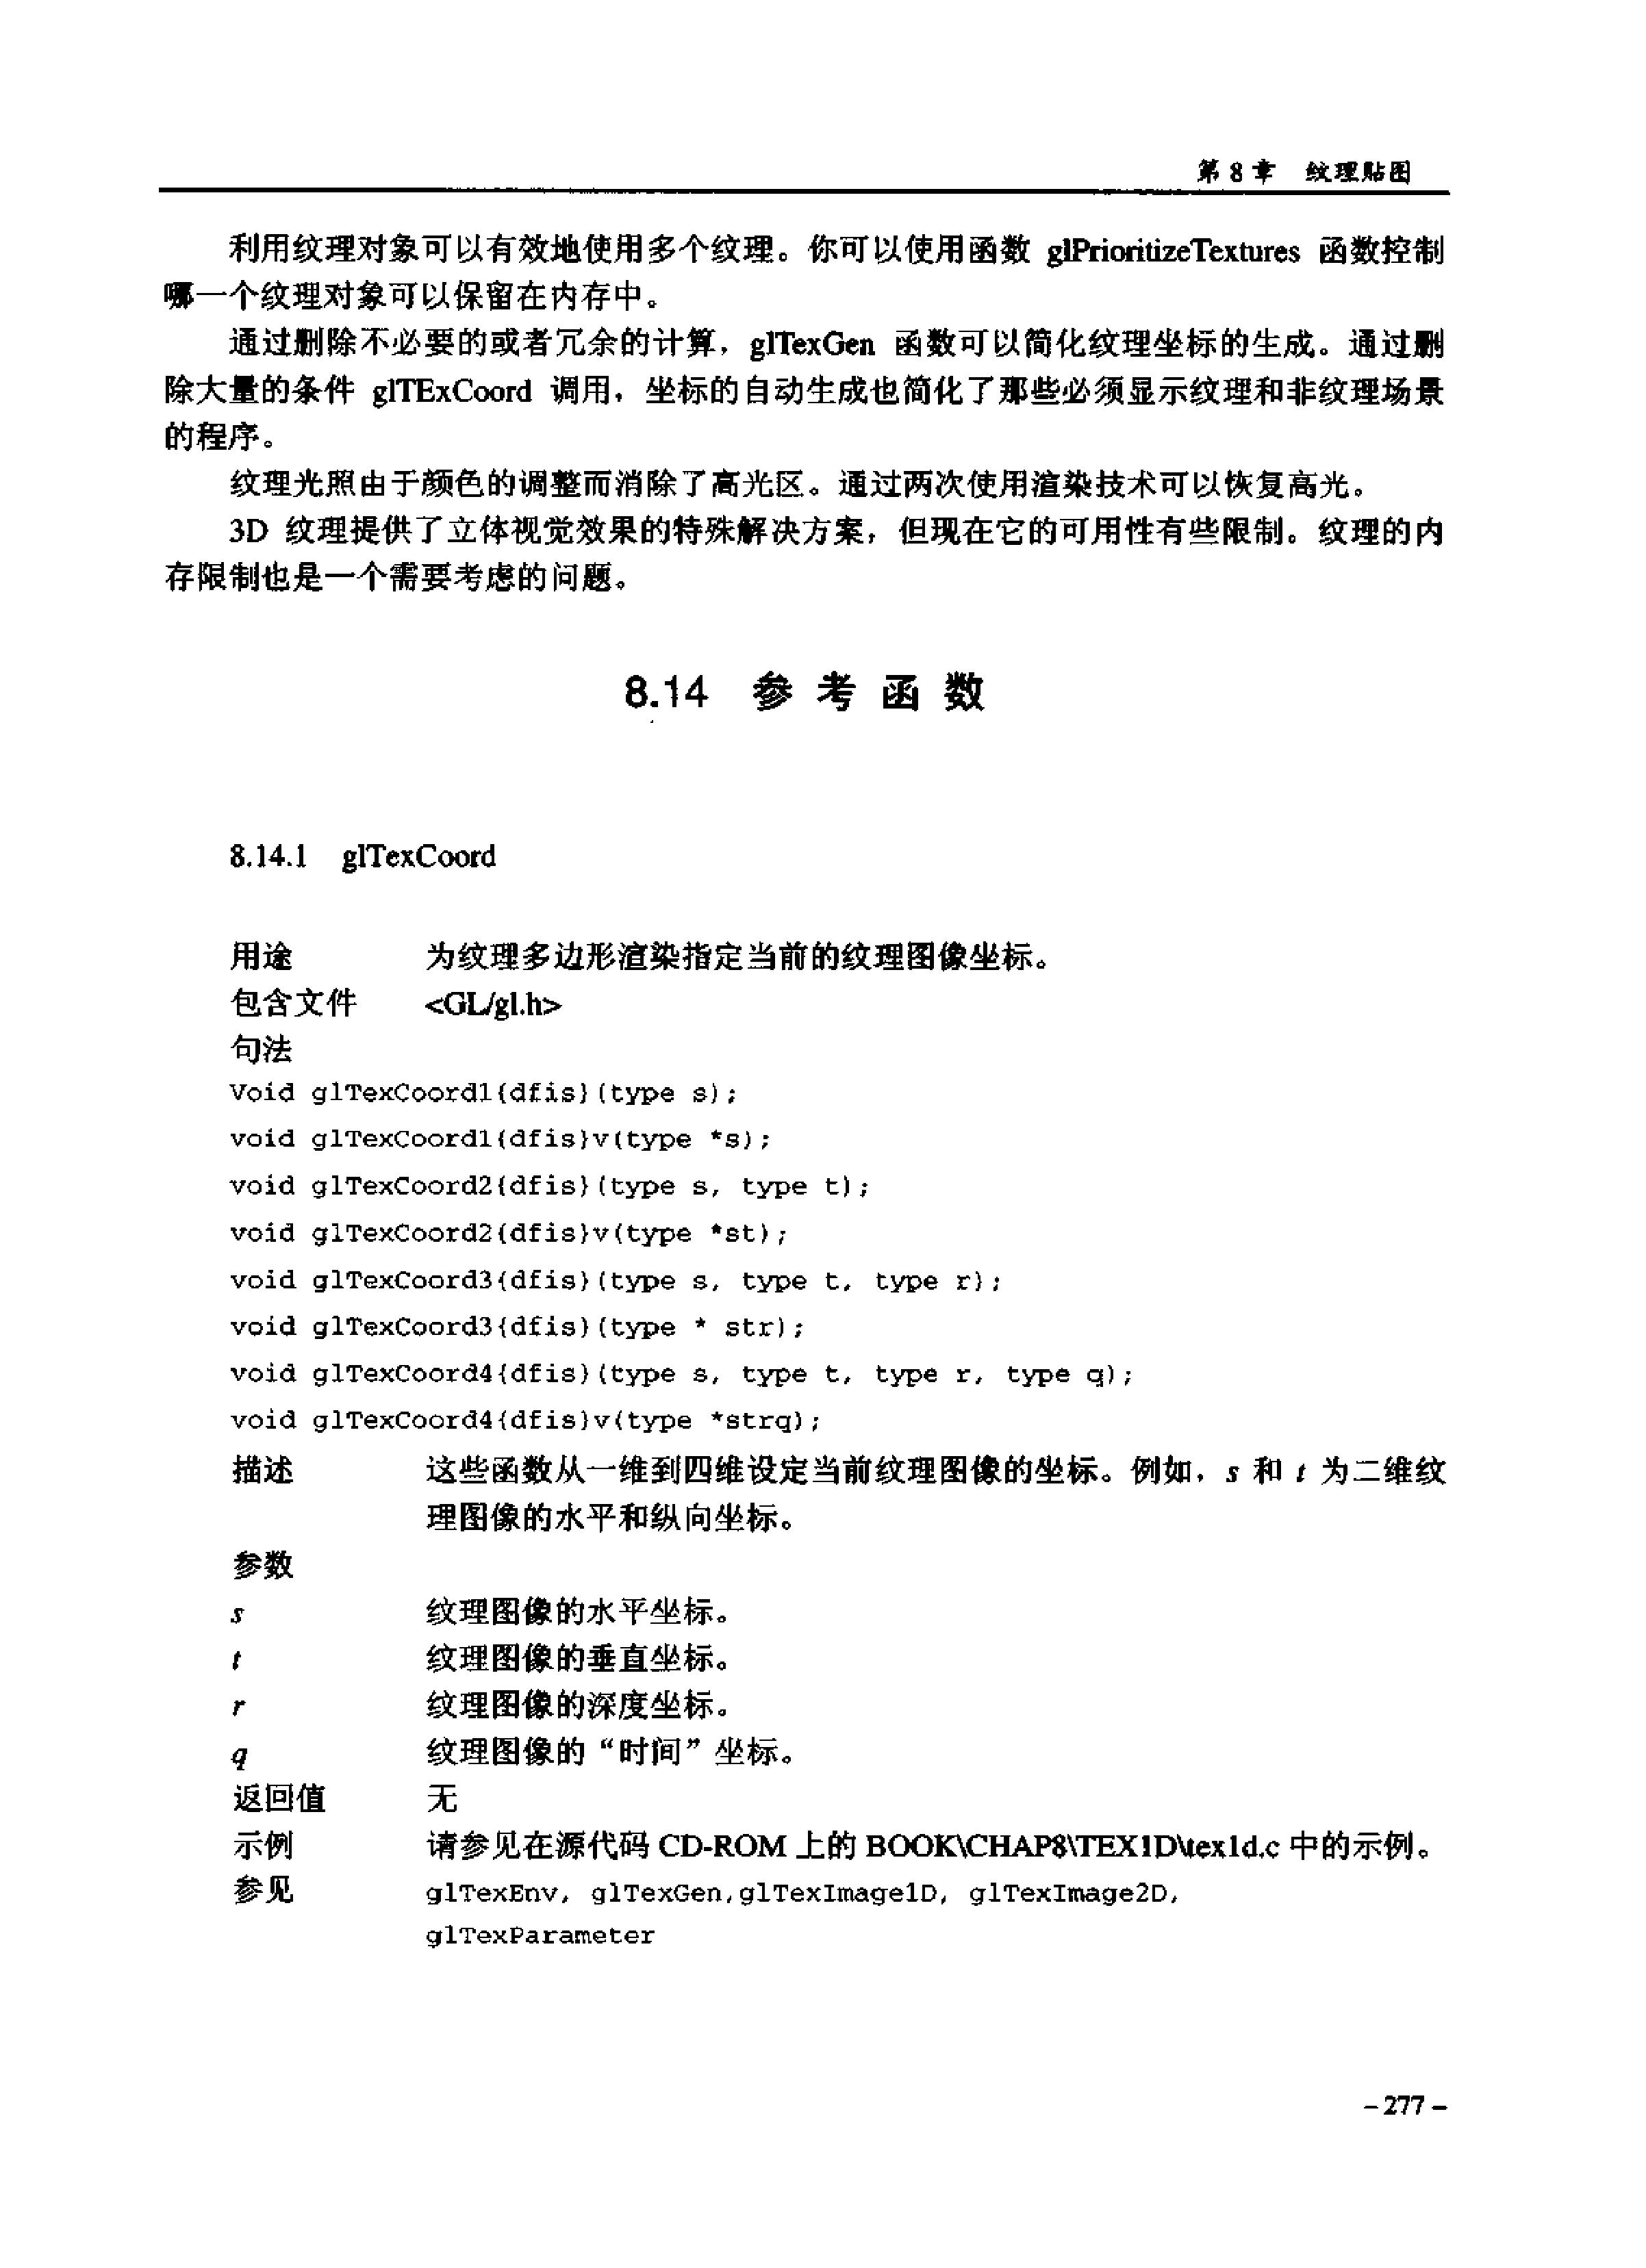 第 8 章 纹理贴图
利用纹理对象可以有效地使用多个纹理。你可以使用函数 glPrioritizeTextures 函数控制
哪一个纹理对象可以保留在内存中。
通过删除不必要的或者冗余的计算，glTexGen 函数可以简化纹理坐标的生成。通过删
除大量的条件 glTExCoord 调用，坐标的自动生成也简化了那些必须显示纹理和非纹理场景
的程序。
纹理光照由于颜色的调整而消除了高光区。通过两次使用渲染技术可以恢复高光。
3D 纹理提供了立体视觉效果的特殊解决方案，但现在它的可用性有些限制。纹理的内
存限制也是一个需要考虑的问题。
8.14 参 考 函 数
8.14.1 glTexCoord
用途 为纹理多边形渲染指定当前的纹理图像坐标。
包含文件 <GL/gl.h>
句法
Void glTexCoord1{dfis}(type s);
void glTexCoord1{dfis}v(type *s);
void glTexCoord2{dfis}(type s, type t);
void glTexCoord2{dfis}v(type *st);
void glTexCoord3{dfis}(type s, type t, type r);
void glTexCoord3{dfis}(type * str);
void glTexCoord4{dfis}(type s, type t, type r, type q);
void glTexCoord4{dfis}v(type *strq);
描述 这些函数从一维到四维设定当前纹理图像的坐标。例如，s 和 t 为二维纹
理图像的水平和纵向坐标。
参数
s 纹理图像的水平坐标。
t 纹理图像的垂直坐标。
r 纹理图像的深度坐标。
q 纹理图像的“时间”坐标。
返回值 无
示例 请参见在源代码 CD-ROM 上的 BOOK\CHAP8\TEX1D\tex1d.c 中的示例。
参见 glTexEnv, glTexGen,glTexImage1D, glTexImage2D,
glTexParameter
– 277 –